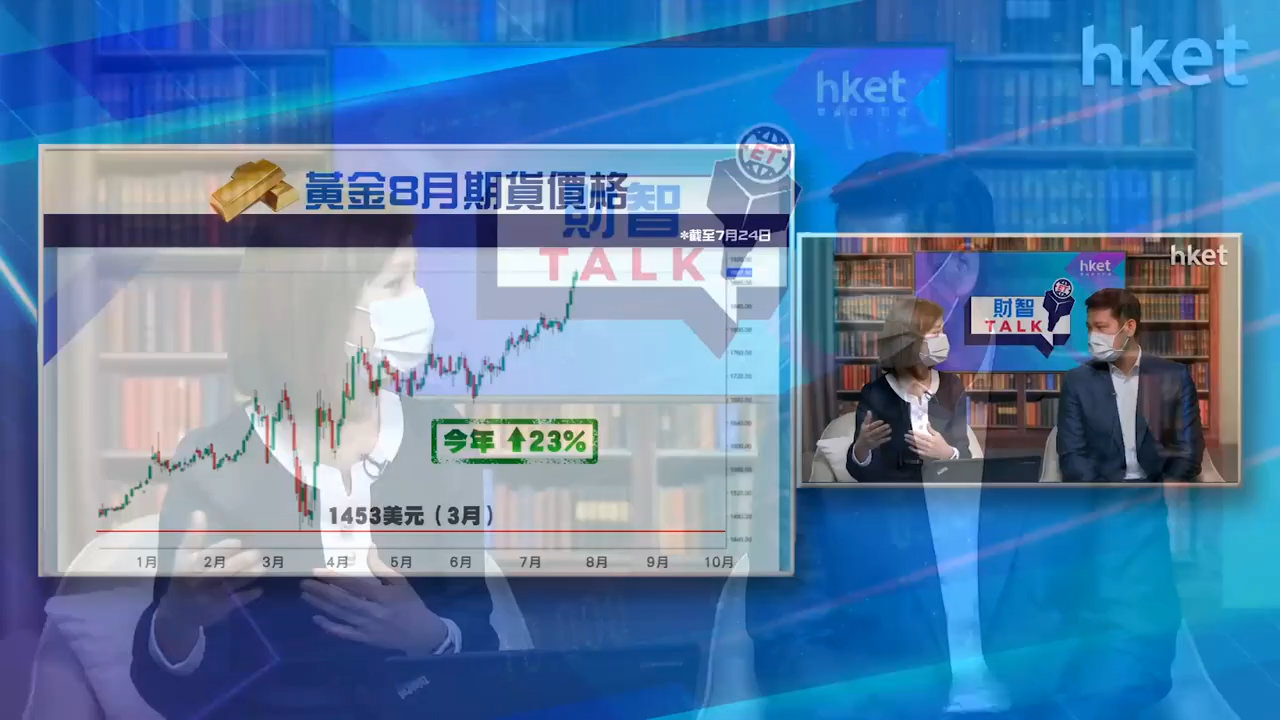 hket
hket
ET
黃金8月期貨價格
財智
TALK
*截至7月24日
hket
hket
財智
TALK
今年 ↑23%
1453美元（3月）
1月 2月 3月 4月 5月 6月 7月 8月 9月 10月